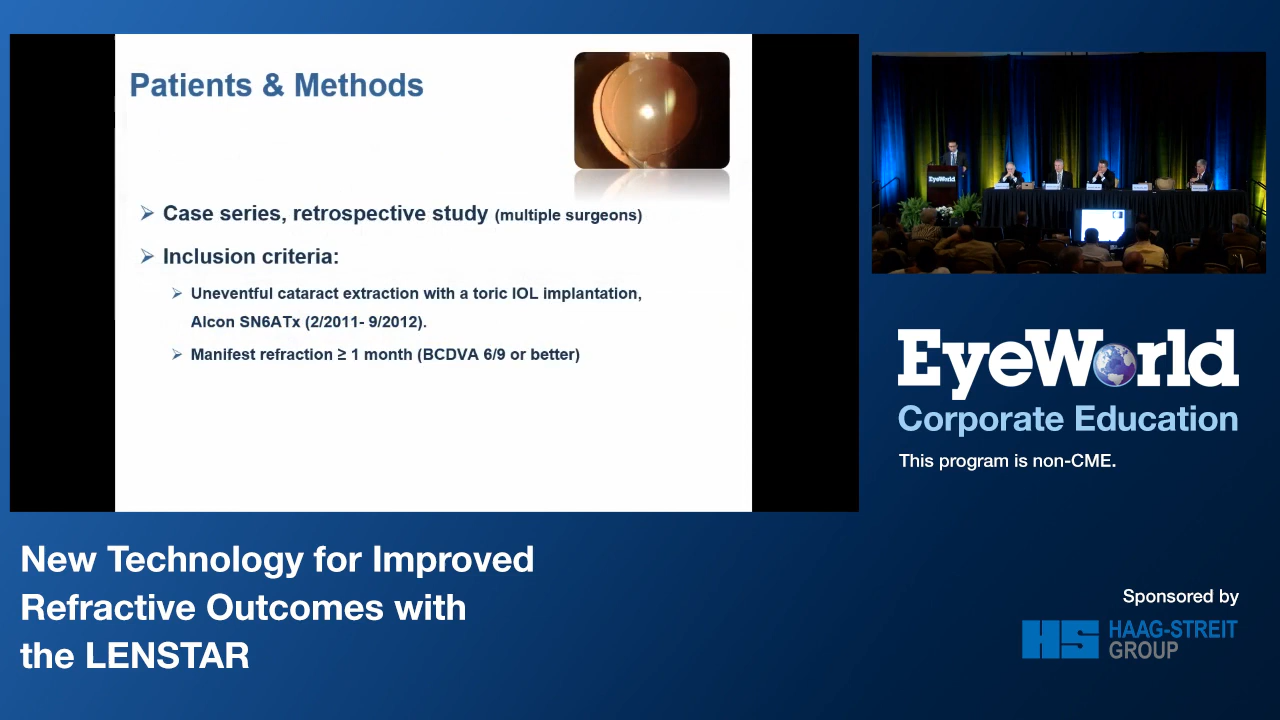 Patients & Methods
➢ Case series, retrospective study (multiple surgeons)
➢ Inclusion criteria:
➢ Uneventful cataract extraction with a toric IOL implantation,
Alcon SN6ATx (2/2011- 9/2012).
➢ Manifest refraction ≥ 1 month (BCDVA 6/9 or better)
EyeWorld
EyeWorld
Corporate Education
This program is non-CME.
New Technology for Improved
Refractive Outcomes with
the LENSTAR
Sponsored by
HS HAAG-STREIT
GROUP